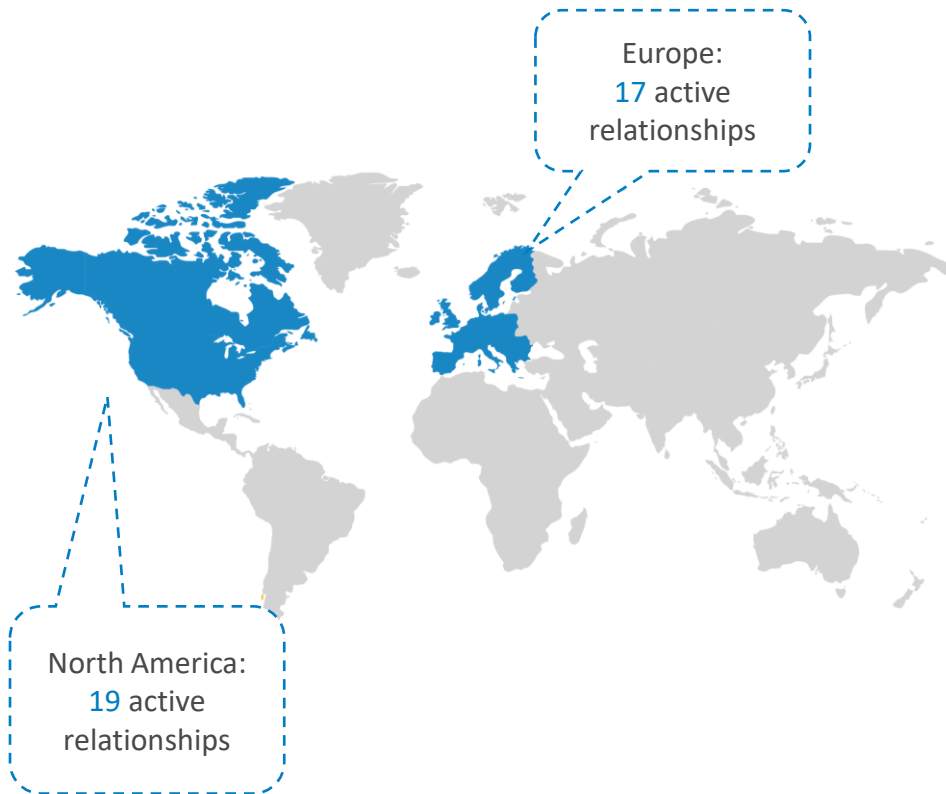 Europe:
17 active
relationships
North America:
19 active
relationships